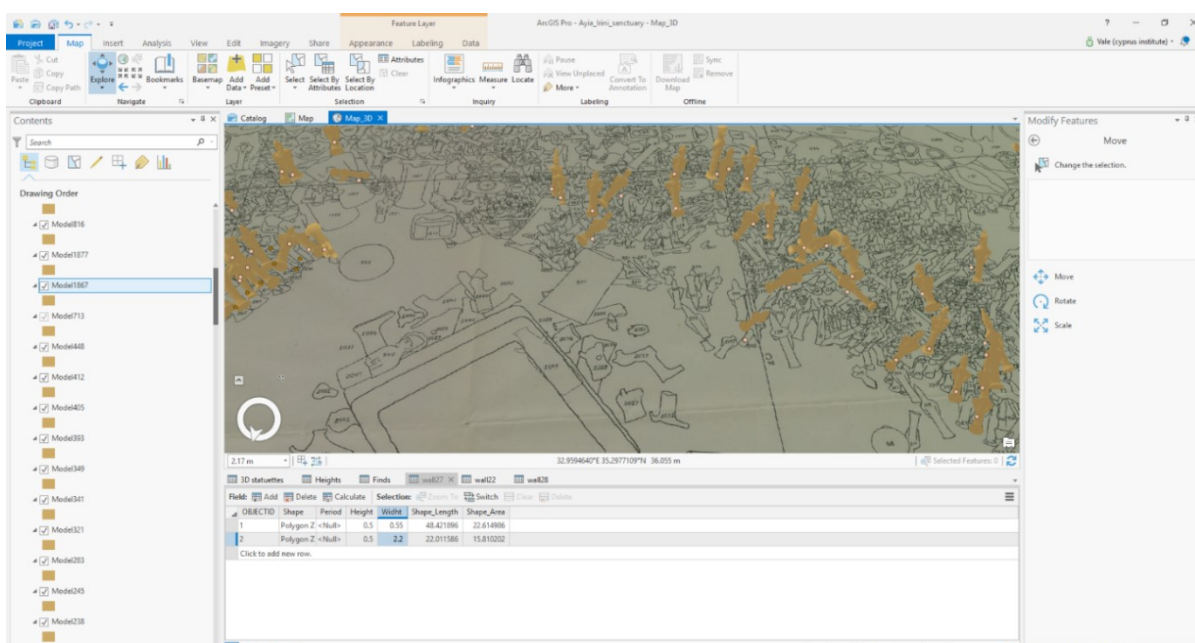 Feature Layer
ArcGIS Pro - Ayia_Irini_sanctuary - Map_3D
? — ×
Project Map Insert Analysis View Edit Imagery Share Appearance Labeling Data
Vale (cyprus institute)
Cut
Copy
Copy Path
Paste
Explore
Bookmarks
Basemap
Add Data
Add Preset
Select
Select By Attributes
Select By Location
Attributes
Clear
Infographics
Measure
Locate
Pause
View Unplaced
More
Convert To Annotation
Download Map
Sync
Remove
Clipboard
Navigate
Layer
Selection
Inquiry
Labeling
Offline
Contents
Search
Drawing Order
Model816
Model1877
Model1867
Model713
Model448
Model412
Model405
Model393
Model349
Model341
Model321
Model283
Model245
Model238
Catalog Map Map_3D ×
2.17 m
32.9594640°E 35.2977109°N 36.055 m
Selected Features: 0
3D statuettes Heights Finds wall27 × wall22 wall28
Field: Add Delete Calculate Selection: Zoom To Switch Clear Delete
OBJECTID Shape Period Height Widht Shape_Length Shape_Area
1 Polygon Z <Null> 0.5 0.55 48.421896 22.614986
2 Polygon Z <Null> 0.5 2.2 22.011586 15.810202
Click to add new row.
Modify Features
Move
Change the selection.
Move
Rotate
Scale